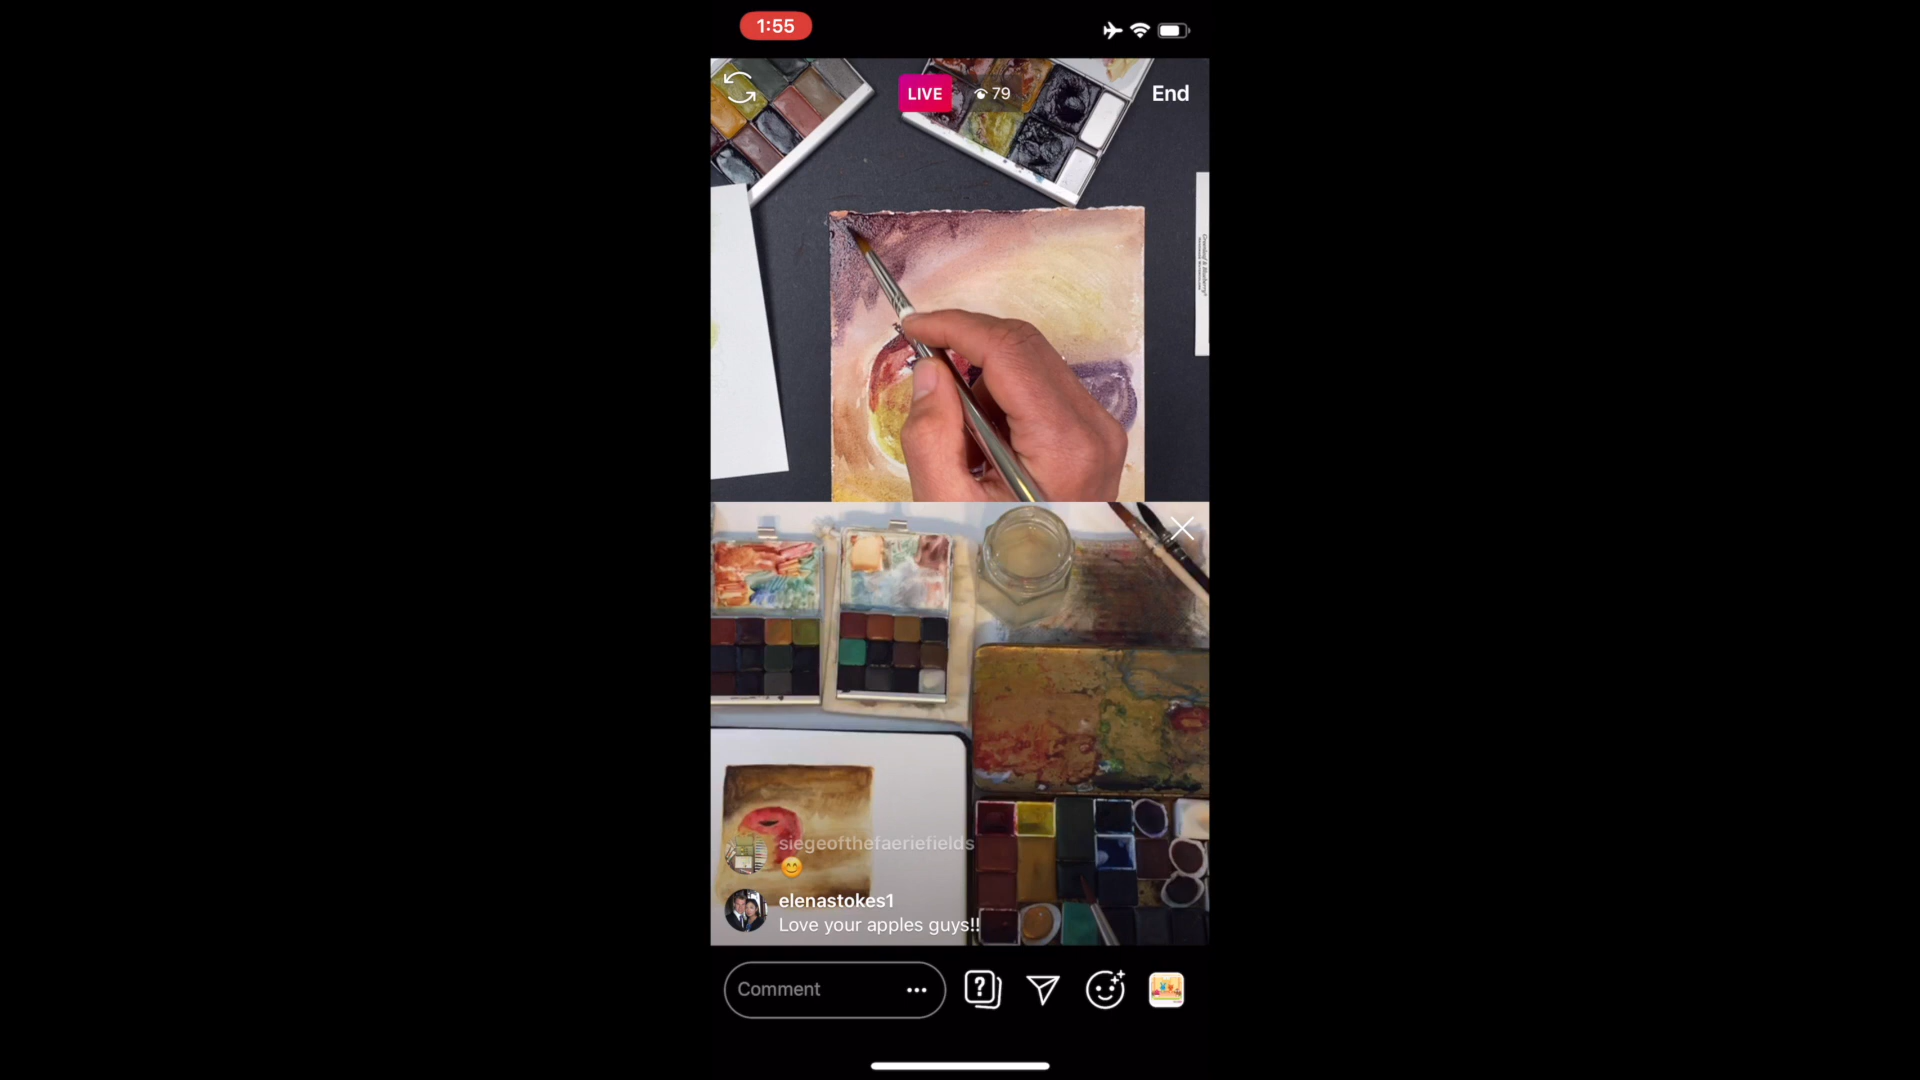 1:55
LIVE
79
End
siegeofthefaeriefields
😊
elenastokes1
Love your apples guys!!
Comment